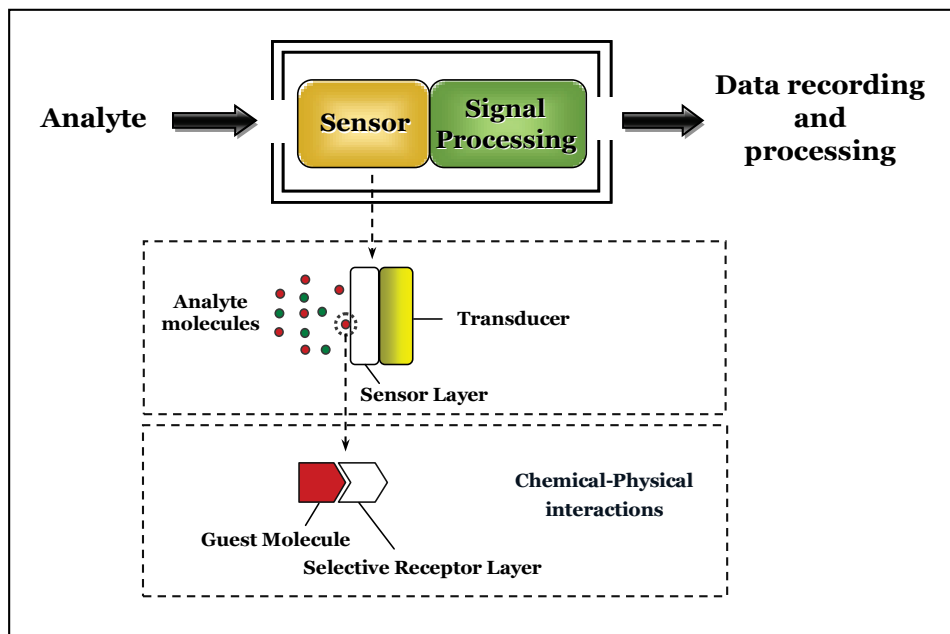 Analyte
Sensor
Signal
Processing
Data recording
and
processing
Analyte
molecules
Transducer
Sensor Layer
Chemical-Physical
interactions
Guest Molecule
Selective Receptor Layer